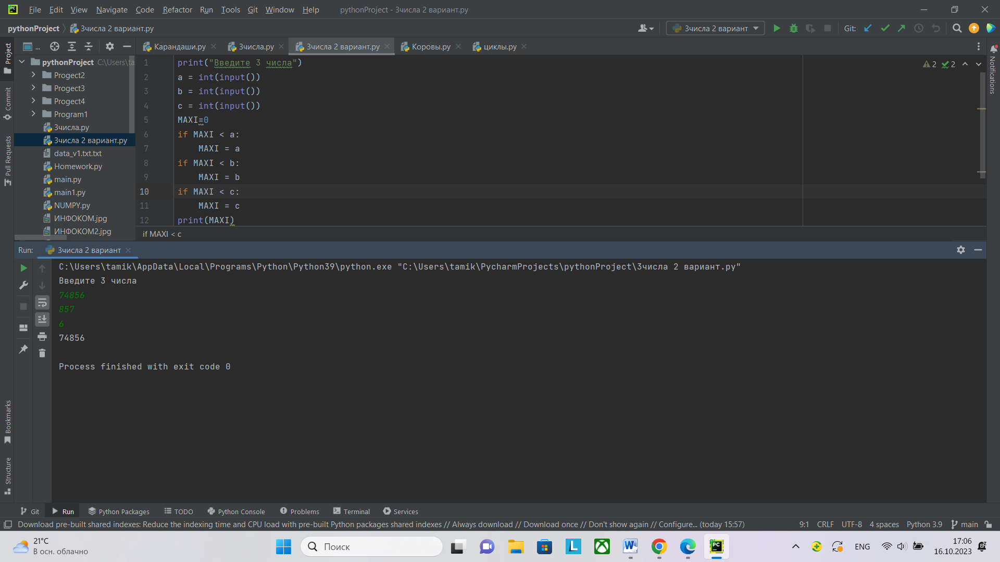 File Edit View Navigate Code Refactor Run Tools Git Window Help pythonProject - 3числа 2 вариант.py
pythonProject 3числа 2 вариант.py 3числа 2 вариант Git:
... Карандаши.py 3числа.py 3числа 2 вариант.py Коровы.py циклы.py
Project
Commit
Pull Requests
Bookmarks
Structure
Notifications
pythonProject C:\Users\ta
Progect2
Progect3
Progect4
Program1
3числа.py
3числа 2 вариант.py
data_v1.txt.txt
Homework.py
main.py
main1.py
NUMPY.py
ИНФОКОМ.jpg
ИНФОКОМ2.jpg
1 print("Введите 3 числа")
2 a = int(input())
3 b = int(input())
4 c = int(input())
5 MAXI=0
6 if MAXI < a:
7 MAXI = a
8 if MAXI < b:
9 MAXI = b
10 if MAXI < c:
11 MAXI = c
12 print(MAXI)
2 2
if MAXI < c
Run: 3числа 2 вариант
C:\Users\tamik\AppData\Local\Programs\Python\Python39\python.exe "C:\Users\tamik\PycharmProjects\pythonProject\3числа 2 вариант.py"
Введите 3 числа
74856
857
6
74856
Process finished with exit code 0
Git Run Python Packages TODO Python Console Problems Terminal Services
Download pre-built shared indexes: Reduce the indexing time and CPU load with pre-built Python packages shared indexes // Always download // Download once // Don't show again // Configure... (today 15:57) 9:1 CRLF UTF-8 4 spaces Python 3.9 main
21°C
В осн. облачно
Поиск
ENG
17:06
16.10.2023